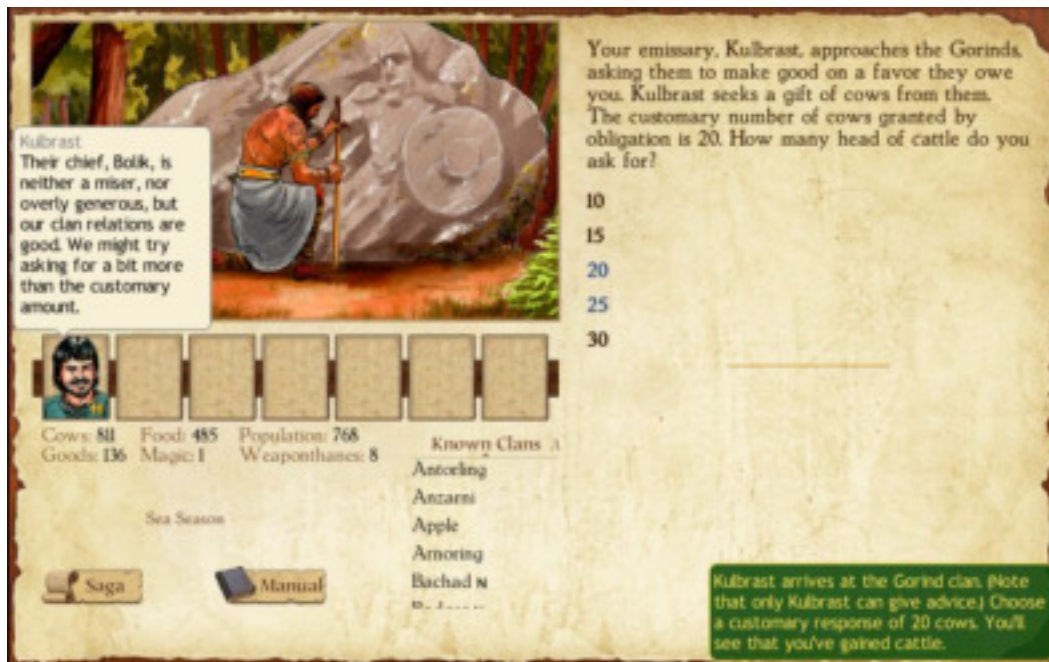 Your emissary, Kulbrast, approaches the Gorinds,
asking them to make good on a favor they owe
you. Kulbrast seeks a gift of cows from them.
The customary number of cows granted by
obligation is 20. How many head of cattle do you
ask for?
10
15
20
25
30
Kulbrast
Their chief, Bolik, is
neither a miser, nor
overly generous, but
our clan relations are
good. We might try
asking for a bit more
than the customary
amount.
Cows: 811 Food: 485 Population: 768
Goods: 136 Magic: 1 Weaponthanes: 8
Sea Season
Known Clans A
Antorling
Anzarni
Apple
Arnoring
Bachad N
Saga
Manual
Kulbrast arrives at the Gorind clan. (Note
that only Kulbrast can give advice.) Choose
a customary response of 20 cows. You'll
see that you've gained cattle.